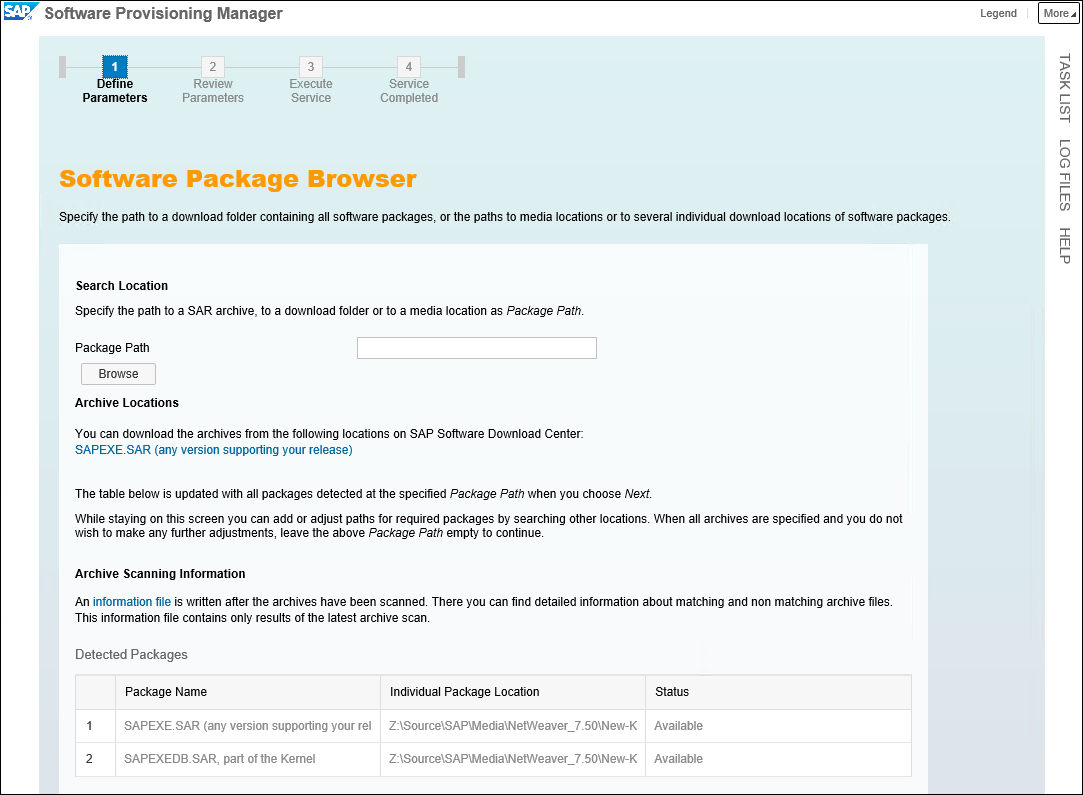 SAP Software Provisioning Manager
Legend
More
1
2
3
4
Define
Parameters
Review
Parameters
Execute
Service
Service
Completed
TASK LIST
LOG FILES
HELP
Software Package Browser
Specify the path to a download folder containing all software packages, or the paths to media locations or to several individual download locations of software packages.
Search Location
Specify the path to a SAR archive, to a download folder or to a media location as Package Path.
Package Path
Browse
Archive Locations
You can download the archives from the following locations on SAP Software Download Center:
SAPEXE.SAR (any version supporting your release)
The table below is updated with all packages detected at the specified Package Path when you choose Next.
While staying on this screen you can add or adjust paths for required packages by searching other locations. When all archives are specified and you do not
wish to make any further adjustments, leave the above Package Path empty to continue.
Archive Scanning Information
An information file is written after the archives have been scanned. There you can find detailed information about matching and non matching archive files.
This information file contains only results of the latest archive scan.
Detected Packages
Package Name Individual Package Location Status
1 SAPEXE.SAR (any version supporting your rel Z:\Source\SAP\Media\NetWeaver_7.50\New-K Available
2 SAPEXEDB.SAR, part of the Kernel Z:\Source\SAP\Media\NetWeaver_7.50\New-K Available